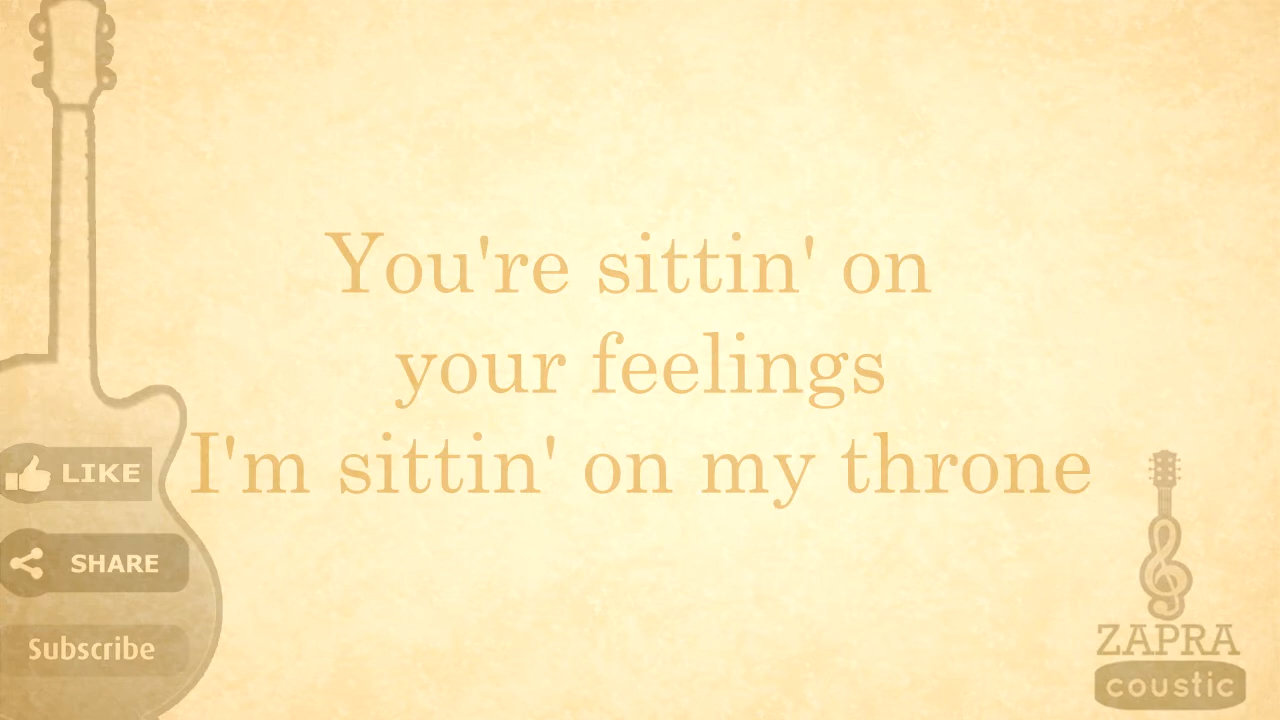 You're sittin' on
your feelings
I'm sittin' on my throne
LIKE
SHARE
Subscribe
ZAPRA
coustic